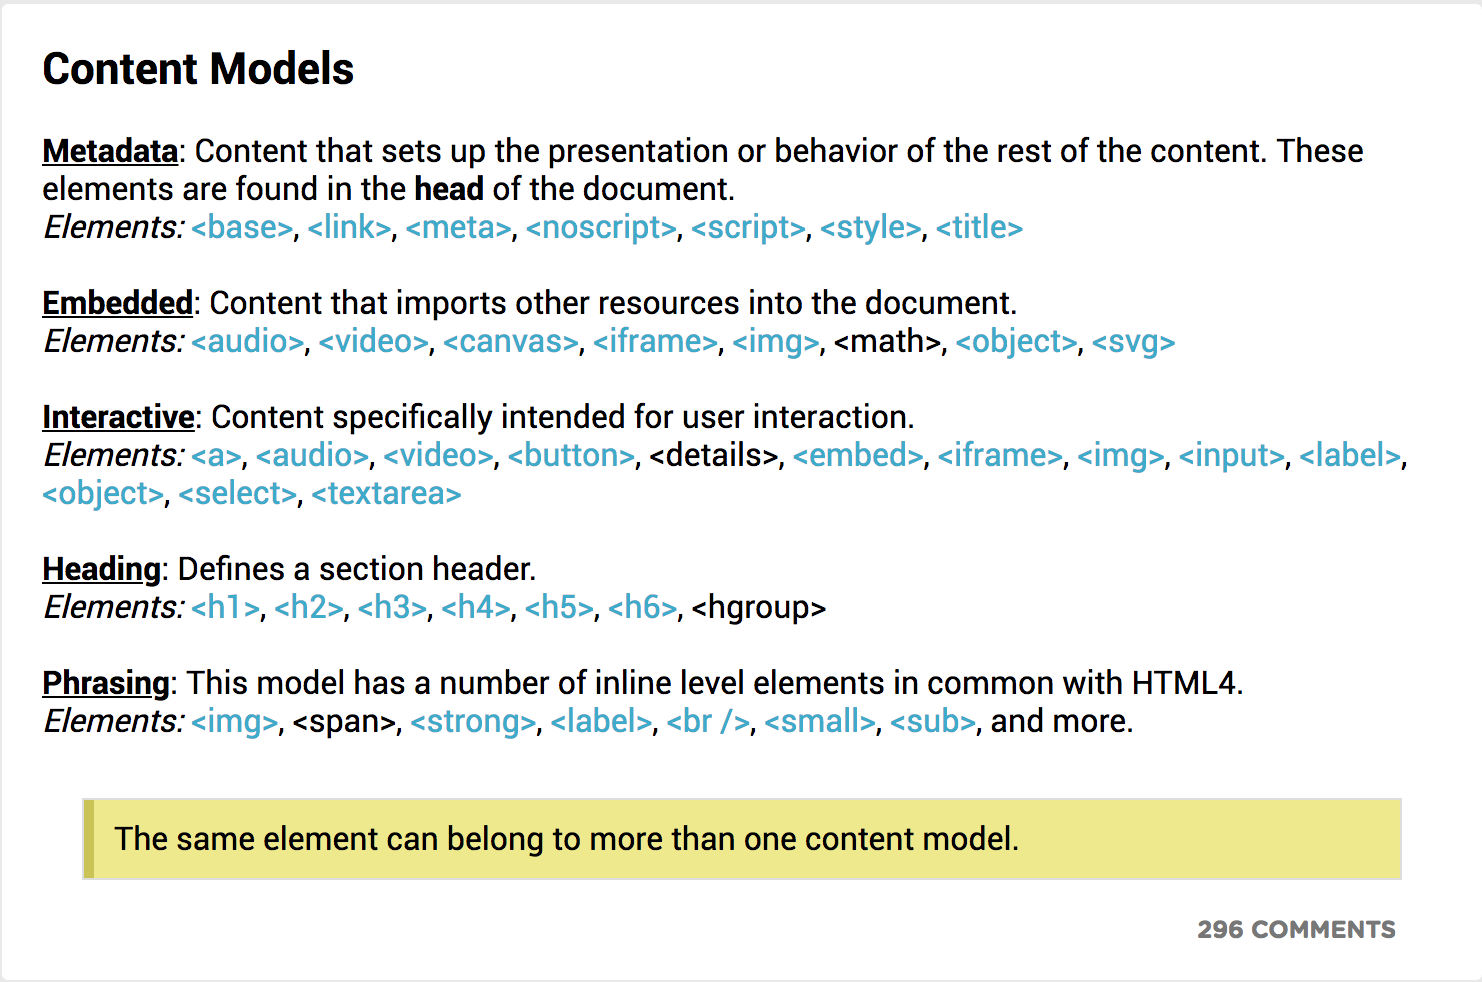 Content Models
Metadata: Content that sets up the presentation or behavior of the rest of the content. These
elements are found in the head of the document.
Elements: <base>, <link>, <meta>, <noscript>, <script>, <style>, <title>
Embedded: Content that imports other resources into the document.
Elements: <audio>, <video>, <canvas>, <iframe>, <img>, <math>, <object>, <svg>
Interactive: Content specifically intended for user interaction.
Elements: <a>, <audio>, <video>, <button>, <details>, <embed>, <iframe>, <img>, <input>, <label>,
<object>, <select>, <textarea>
Heading: Defines a section header.
Elements: <h1>, <h2>, <h3>, <h4>, <h5>, <h6>, <hgroup>
Phrasing: This model has a number of inline level elements in common with HTML4.
Elements: <img>, <span>, <strong>, <label>, <br />, <small>, <sub>, and more.
The same element can belong to more than one content model.
296 COMMENTS